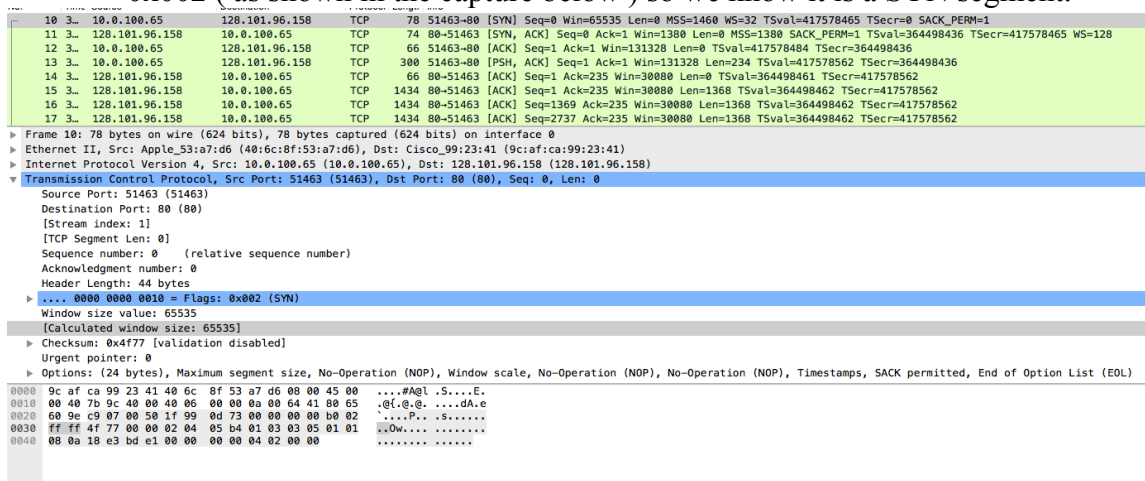 0x002 ( as shown in the capture below ) so we know it is a SYN segment.
10 3… 10.0.100.65 128.101.96.158 TCP 78 51463→80 [SYN] Seq=0 Win=65535 Len=0 MSS=1460 WS=32 TSval=417578465 TSecr=0 SACK_PERM=1
11 3… 128.101.96.158 10.0.100.65 TCP 74 80→51463 [SYN, ACK] Seq=0 Ack=1 Win=1380 Len=0 MSS=1380 SACK_PERM=1 TSval=364498436 TSecr=417578465 WS=128
12 3… 10.0.100.65 128.101.96.158 TCP 66 51463→80 [ACK] Seq=1 Ack=1 Win=131328 Len=0 TSval=417578484 TSecr=364498436
13 3… 10.0.100.65 128.101.96.158 TCP 300 51463→80 [PSH, ACK] Seq=1 Ack=1 Win=131328 Len=234 TSval=417578562 TSecr=364498436
14 3… 128.101.96.158 10.0.100.65 TCP 66 80→51463 [ACK] Seq=1 Ack=235 Win=30080 Len=0 TSval=364498461 TSecr=417578562
15 3… 128.101.96.158 10.0.100.65 TCP 1434 80→51463 [ACK] Seq=1 Ack=235 Win=30080 Len=1368 TSval=364498462 TSecr=417578562
16 3… 128.101.96.158 10.0.100.65 TCP 1434 80→51463 [ACK] Seq=1369 Ack=235 Win=30080 Len=1368 TSval=364498462 TSecr=417578562
17 3… 128.101.96.158 10.0.100.65 TCP 1434 80→51463 [ACK] Seq=2737 Ack=235 Win=30080 Len=1368 TSval=364498462 TSecr=417578562
Frame 10: 78 bytes on wire (624 bits), 78 bytes captured (624 bits) on interface 0
Ethernet II, Src: Apple_53:a7:d6 (40:6c:8f:53:a7:d6), Dst: Cisco_99:23:41 (9c:af:ca:99:23:41)
Internet Protocol Version 4, Src: 10.0.100.65 (10.0.100.65), Dst: 128.101.96.158 (128.101.96.158)
Transmission Control Protocol, Src Port: 51463 (51463), Dst Port: 80 (80), Seq: 0, Len: 0
Source Port: 51463 (51463)
Destination Port: 80 (80)
[Stream index: 1]
[TCP Segment Len: 0]
Sequence number: 0 (relative sequence number)
Acknowledgment number: 0
Header Length: 44 bytes
.... 0000 0000 0010 = Flags: 0x002 (SYN)
Window size value: 65535
[Calculated window size: 65535]
Checksum: 0x4f77 [validation disabled]
Urgent pointer: 0
Options: (24 bytes), Maximum segment size, No-Operation (NOP), Window scale, No-Operation (NOP), No-Operation (NOP), Timestamps, SACK permitted, End of Option List (EOL)
0000 9c af ca 99 23 41 40 6c 8f 53 a7 d6 08 00 45 00 ....#A@l .S....E.
0010 00 40 7b 9c 40 00 40 06 00 00 0a 00 64 41 80 65 .@{.@.@. ....dA.e
0020 60 9e c9 07 00 50 1f 99 0d 73 00 00 00 00 b0 02 `....P.. .s......
0030 ff ff 4f 77 00 00 02 04 05 b4 01 03 03 05 01 01 ..Ow.... ........
0040 08 0a 18 e3 bd e1 00 00 00 00 04 02 00 00 ........ ......